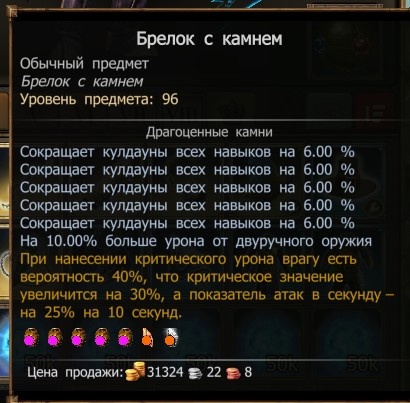 Брелок с камнем
Обычный предмет
Брелок с камнем
Уровень предмета: 96
Драгоценные камни
Сокращает кулдауны всех навыков на 6.00 %
Сокращает кулдауны всех навыков на 6.00 %
Сокращает кулдауны всех навыков на 6.00 %
Сокращает кулдауны всех навыков на 6.00 %
Сокращает кулдауны всех навыков на 6.00 %
На 10.00% больше урона от двуручного оружия
При нанесении критического урона врагу есть
вероятность 40%, что критическое значение
увеличится на 30%, а показатель атак в секунду –
на 25% на 10 секунд.
Цена продажи: 31324 22 8